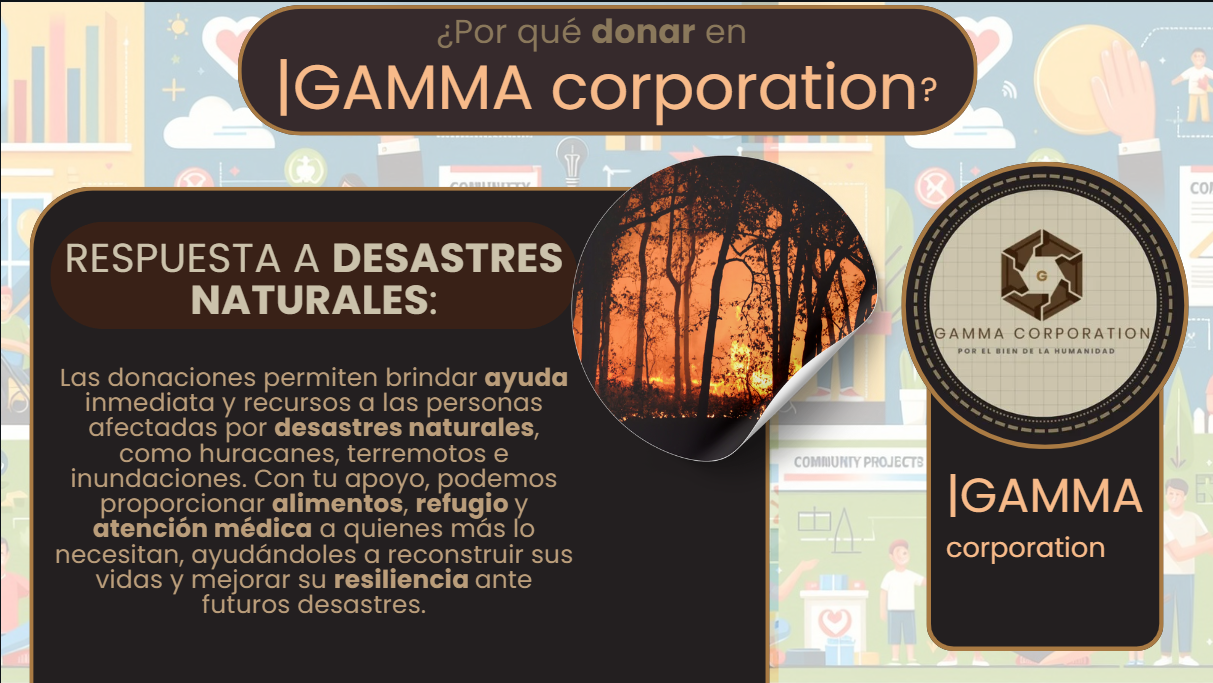 ¿Por qué donar en
|GAMMA corporation?
RESPUESTA A DESASTRES
NATURALES:
Las donaciones permiten brindar ayuda
inmediata y recursos a las personas
afectadas por desastres naturales,
como huracanes, terremotos e
inundaciones. Con tu apoyo, podemos
proporcionar alimentos, refugio y
atención médica a quienes más lo
necesitan, ayudándoles a reconstruir sus
vidas y mejorar su resiliencia ante
futuros desastres.
COMMUNITY
G
GAMMA CORPORATION
POR EL BIEN DE LA HUMANIDAD
|GAMMA
corporation